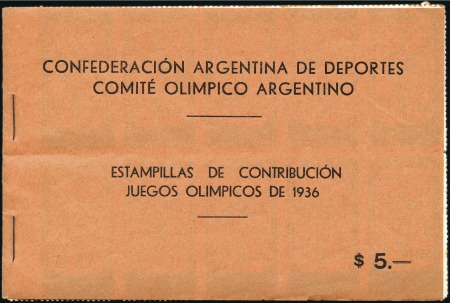 CONFEDERACIÓN ARGENTINA DE DEPORTES
COMITÉ OLIMPICO ARGENTINO
ESTAMPILLAS DE CONTRIBUCIÓN
JUEGOS OLIMPICOS DE 1936
$ 5.—